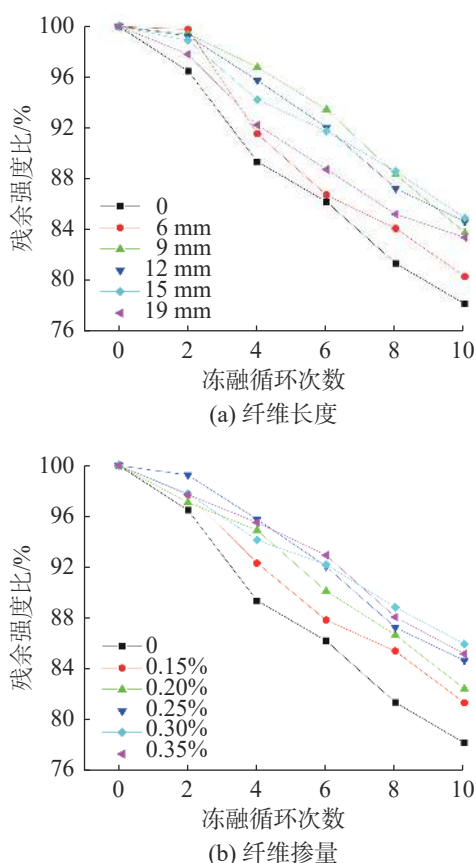 100
96
92
88
84
80
76
残余强度比/%
0
6 mm
9 mm
12 mm
15 mm
19 mm
0 2 4 6 8 10
冻融循环次数
(a) 纤维长度
100
96
92
88
84
80
76
残余强度比/%
0
0.15%
0.20%
0.25%
0.30%
0.35%
0 2 4 6 8 10
冻融循环次数
(b) 纤维掺量